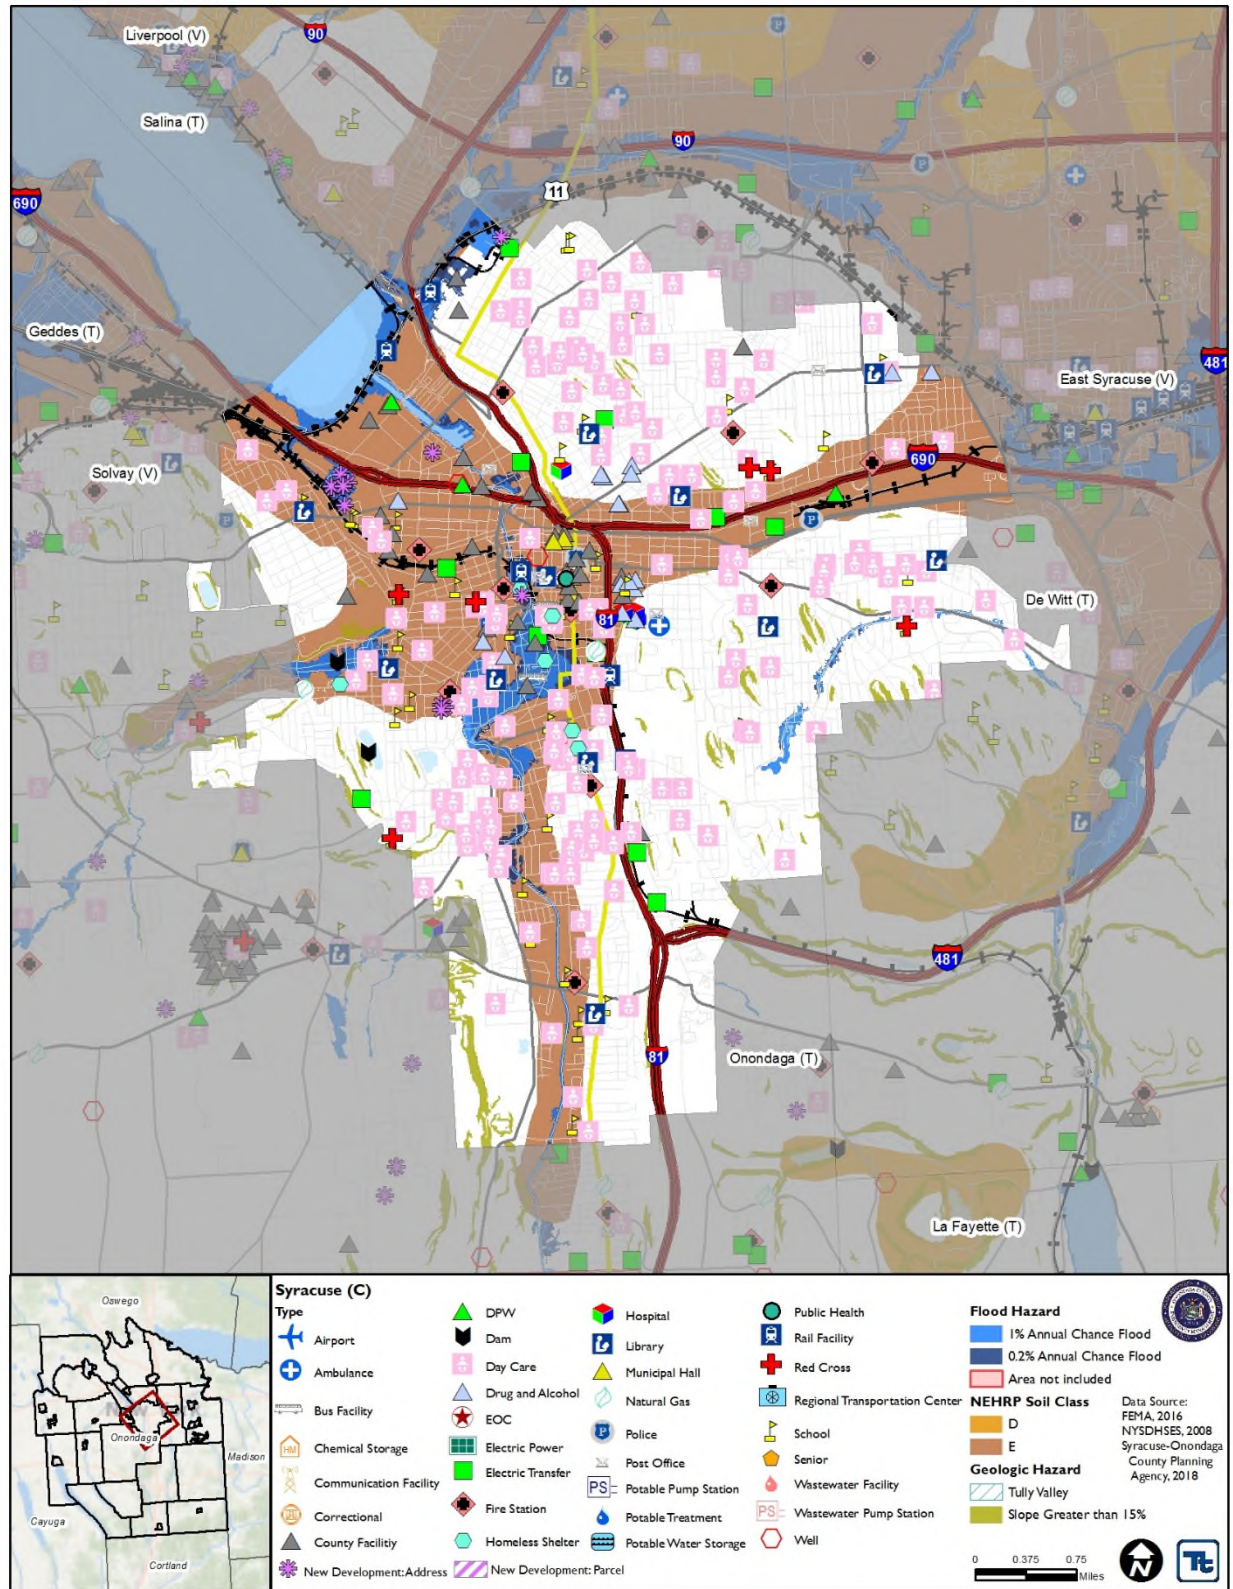 Liverpool (V)
90
Salina (T)
90
11
690
Geddes (T)
481
East Syracuse (V)
690
Solvay (V)
De Witt (T)
81
481
81
Onondaga (T)
La Fayette (T)
Oswego
Onondaga
Madison
Cayuga
Cortland
Syracuse (C)
Type
Airport
Ambulance
Bus Facility
HM
Chemical Storage
Communication Facility
Correctional
County Facilitiy
New Development: Address
DPW
Dam
Day Care
Drug and Alcohol
EOC
Electric Power
Electric Transfer
Fire Station
Homeless Shelter
New Development: Parcel
Hospital
Library
Municipal Hall
Natural Gas
P
Police
Post Office
PS
Potable Pump Station
Potable Treatment
Potable Water Storage
Public Health
Rail Facility
Red Cross
Regional Transportation Center
School
Senior
Wastewater Facility
PS
Wastewater Pump Station
Well
Flood Hazard
1% Annual Chance Flood
0.2% Annual Chance Flood
Area not included
NEHRP Soil Class
D
E
Geologic Hazard
Tully Valley
Slope Greater than 15%
Data Source:
FEMA, 2016
NYSDHSES, 2008
Syracuse-Onondaga
County Planning
Agency, 2018
0 0.375 0.75
Miles
N
Tt